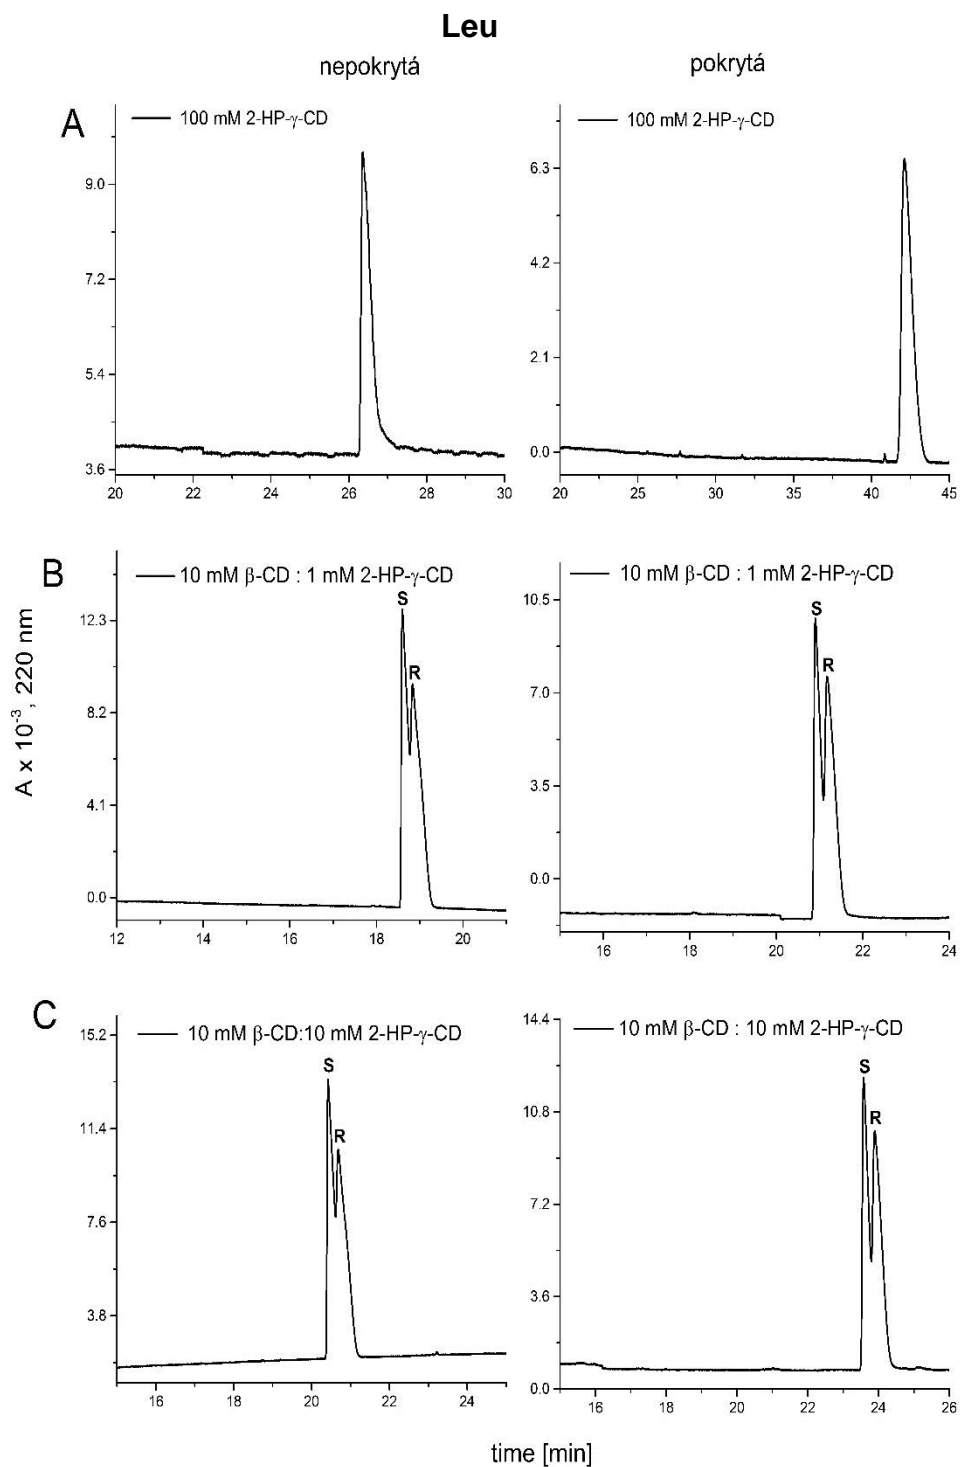 Leu
nepokrytá
pokrytá
A
100 mM 2-HP-γ-CD
9.0
7.2
5.4
3.6
20 22 24 26 28 30
100 mM 2-HP-γ-CD
6.3
4.2
2.1
0.0
20 25 30 35 40 45
A x 10⁻³, 220 nm
B
10 mM β-CD : 1 mM 2-HP-γ-CD
S
R
12.3
8.2
4.1
0.0
12 14 16 18 20
10 mM β-CD : 1 mM 2-HP-γ-CD
S
R
10.5
7.0
3.5
0.0
16 18 20 22 24
C
10 mM β-CD:10 mM 2-HP-γ-CD
S
R
15.2
11.4
7.6
3.8
16 18 20 22 24
10 mM β-CD : 10 mM 2-HP-γ-CD
S
R
14.4
10.8
7.2
3.6
0.0
16 18 20 22 24 26
time [min]